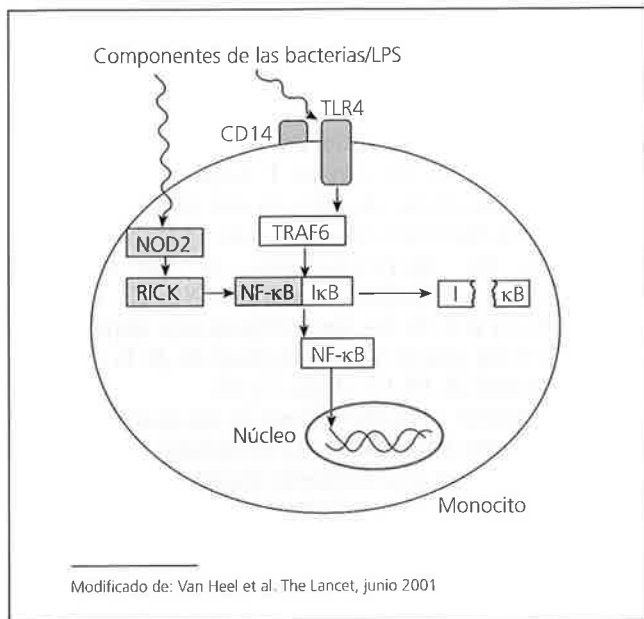 Componentes de las bacterias/LPS
TLR4
CD14
NOD2
TRAF6
RICK
NF-κB
IκB
I
κB
NF-κB
Núcleo
Monocito
Modificado de: Van Heel et al. The Lancet, junio 2001